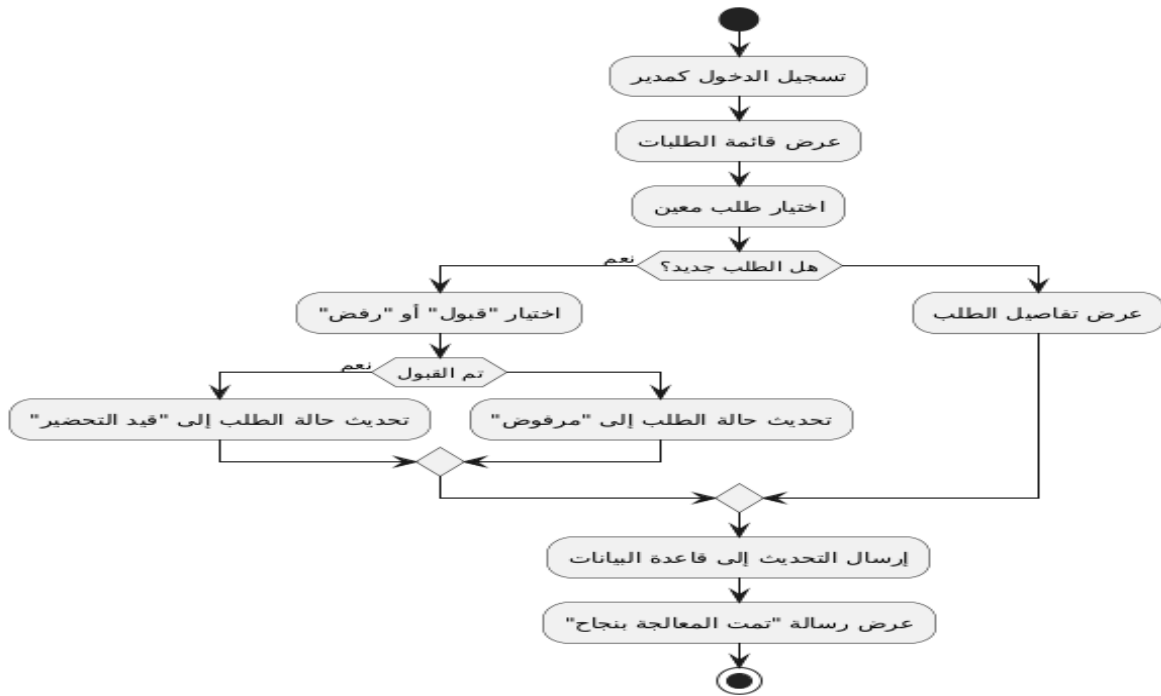 تسجيل الدخول كمدير
عرض قائمة الطلبات
اختيار طلب معين
هل الطلب جديد؟
نعم
اختيار "قبول" أو "رفض"
عرض تفاصيل الطلب
تم القبول
نعم
تحديث حالة الطلب إلى "قيد التحضير"
تحديث حالة الطلب إلى "مرفوض"
إرسال التحديث إلى قاعدة البيانات
عرض رسالة "تمت المعالجة بنجاح"